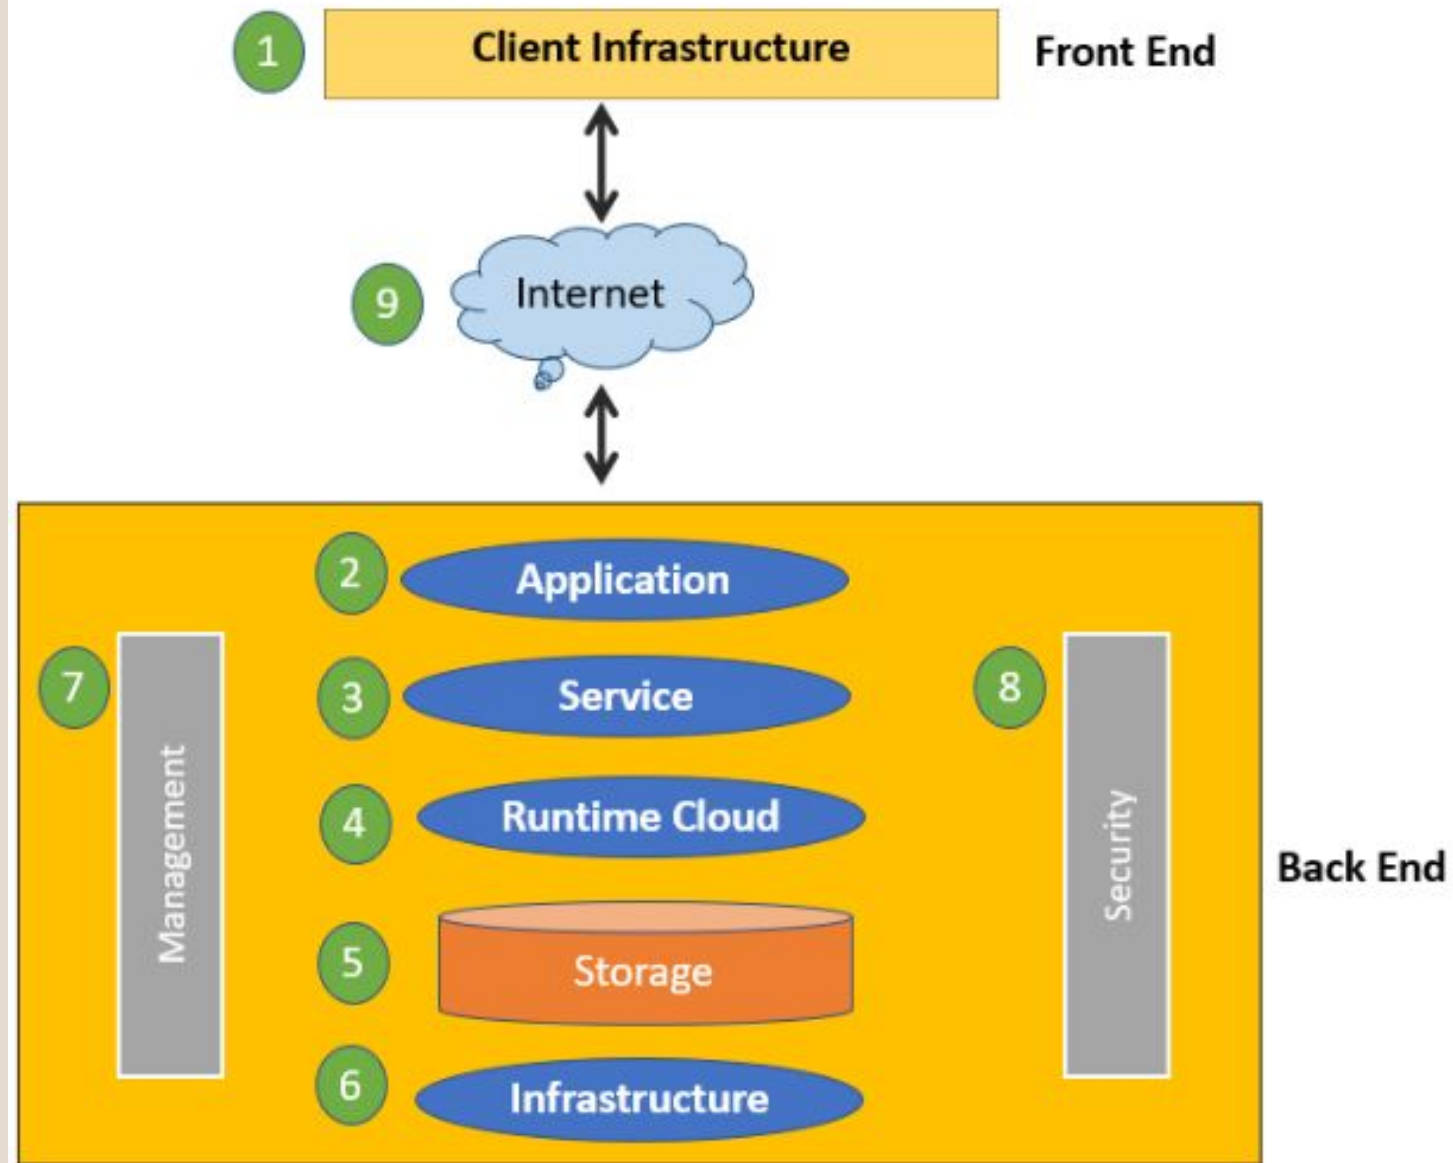 1
Client Infrastructure
Front End
9
Internet
2
Application
7
3
Service
8
Management
4
Runtime Cloud
Security
Back End
5
Storage
6
Infrastructure